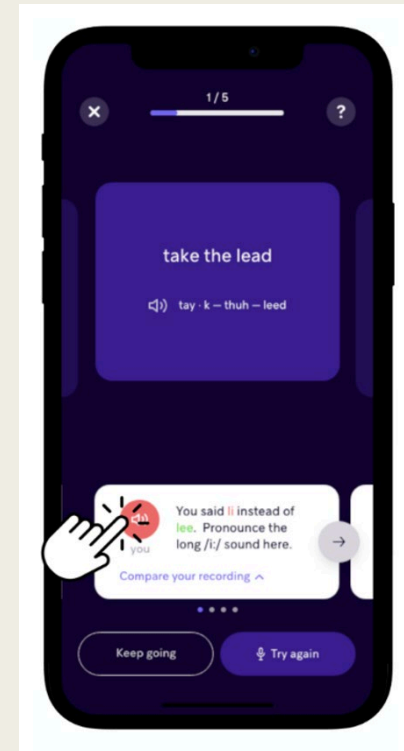 1/5
×
?
take the lead
tay · k – thuh – leed
You said li instead of
lee. Pronounce the
long /i:/ sound here.
you
Compare your recording
Keep going
Try again